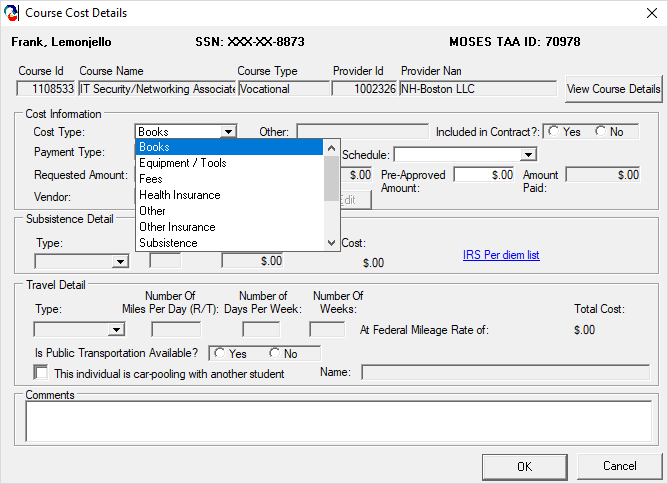 Course Cost Details
Frank, Lemonjello SSN: XXX-XX-8873 MOSES TAA ID: 70978
Course Id Course Name Course Type Provider Id Provider Nan
1108533 IT Security/Networking Associate Vocational 1002326 NH-Boston LLC View Course Details
Cost Information
Cost Type: Books Other: Included in Contract?: Yes No
Payment Type: Schedule:
Requested Amount: $.00 Pre-Approved Amount: $.00 Amount Paid: $.00
Vendor: Edit
Books
Equipment / Tools
Fees
Health Insurance
Other
Other Insurance
Subsistence
Subsistence Detail
Type: Cost:
$.00 $.00 IRS Per diem list
Travel Detail
Type: Number Of Miles Per Day (R/T): Number of Days Per Week: Number Of Weeks: Total Cost:
At Federal Mileage Rate of: $.00
Is Public Transportation Available? Yes No
This individual is car-pooling with another student Name:
Comments
OK Cancel